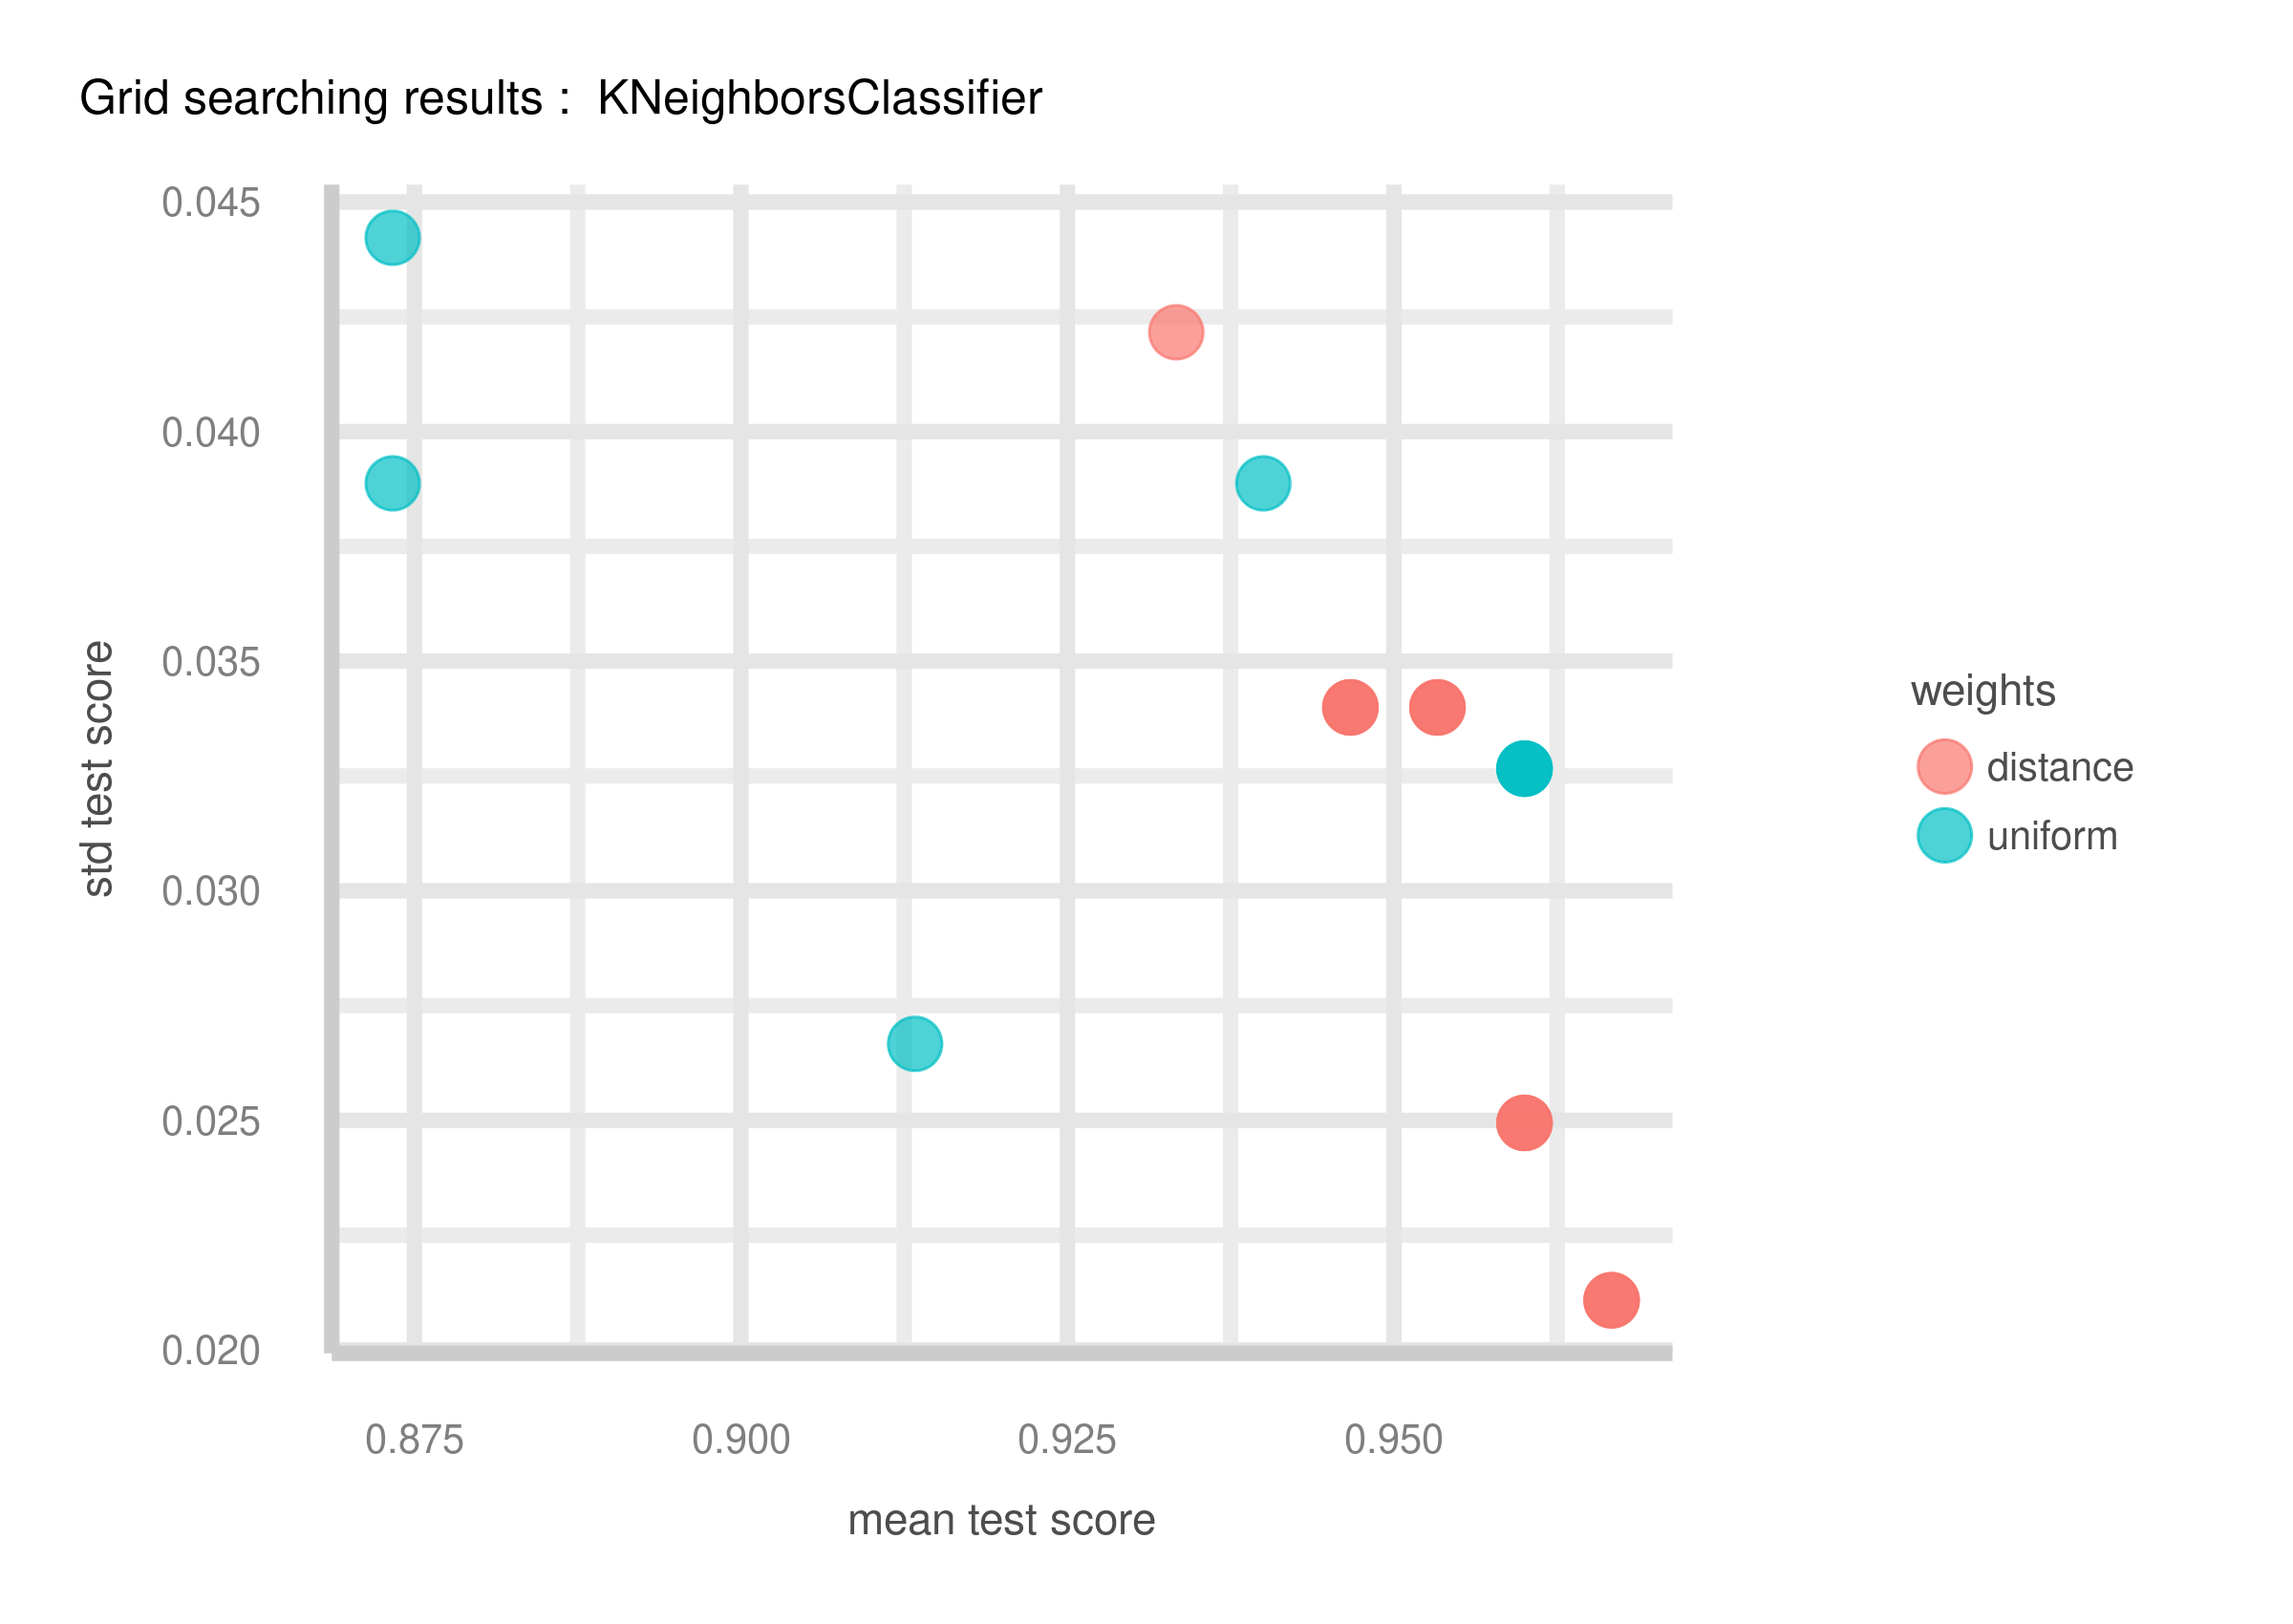 Grid searching results :  KNeighborsClassifier
0.045
0.040
0.035
0.030
0.025
0.020
std test score
0.875
0.900
0.925
0.950
mean test score
weights
distance
uniform